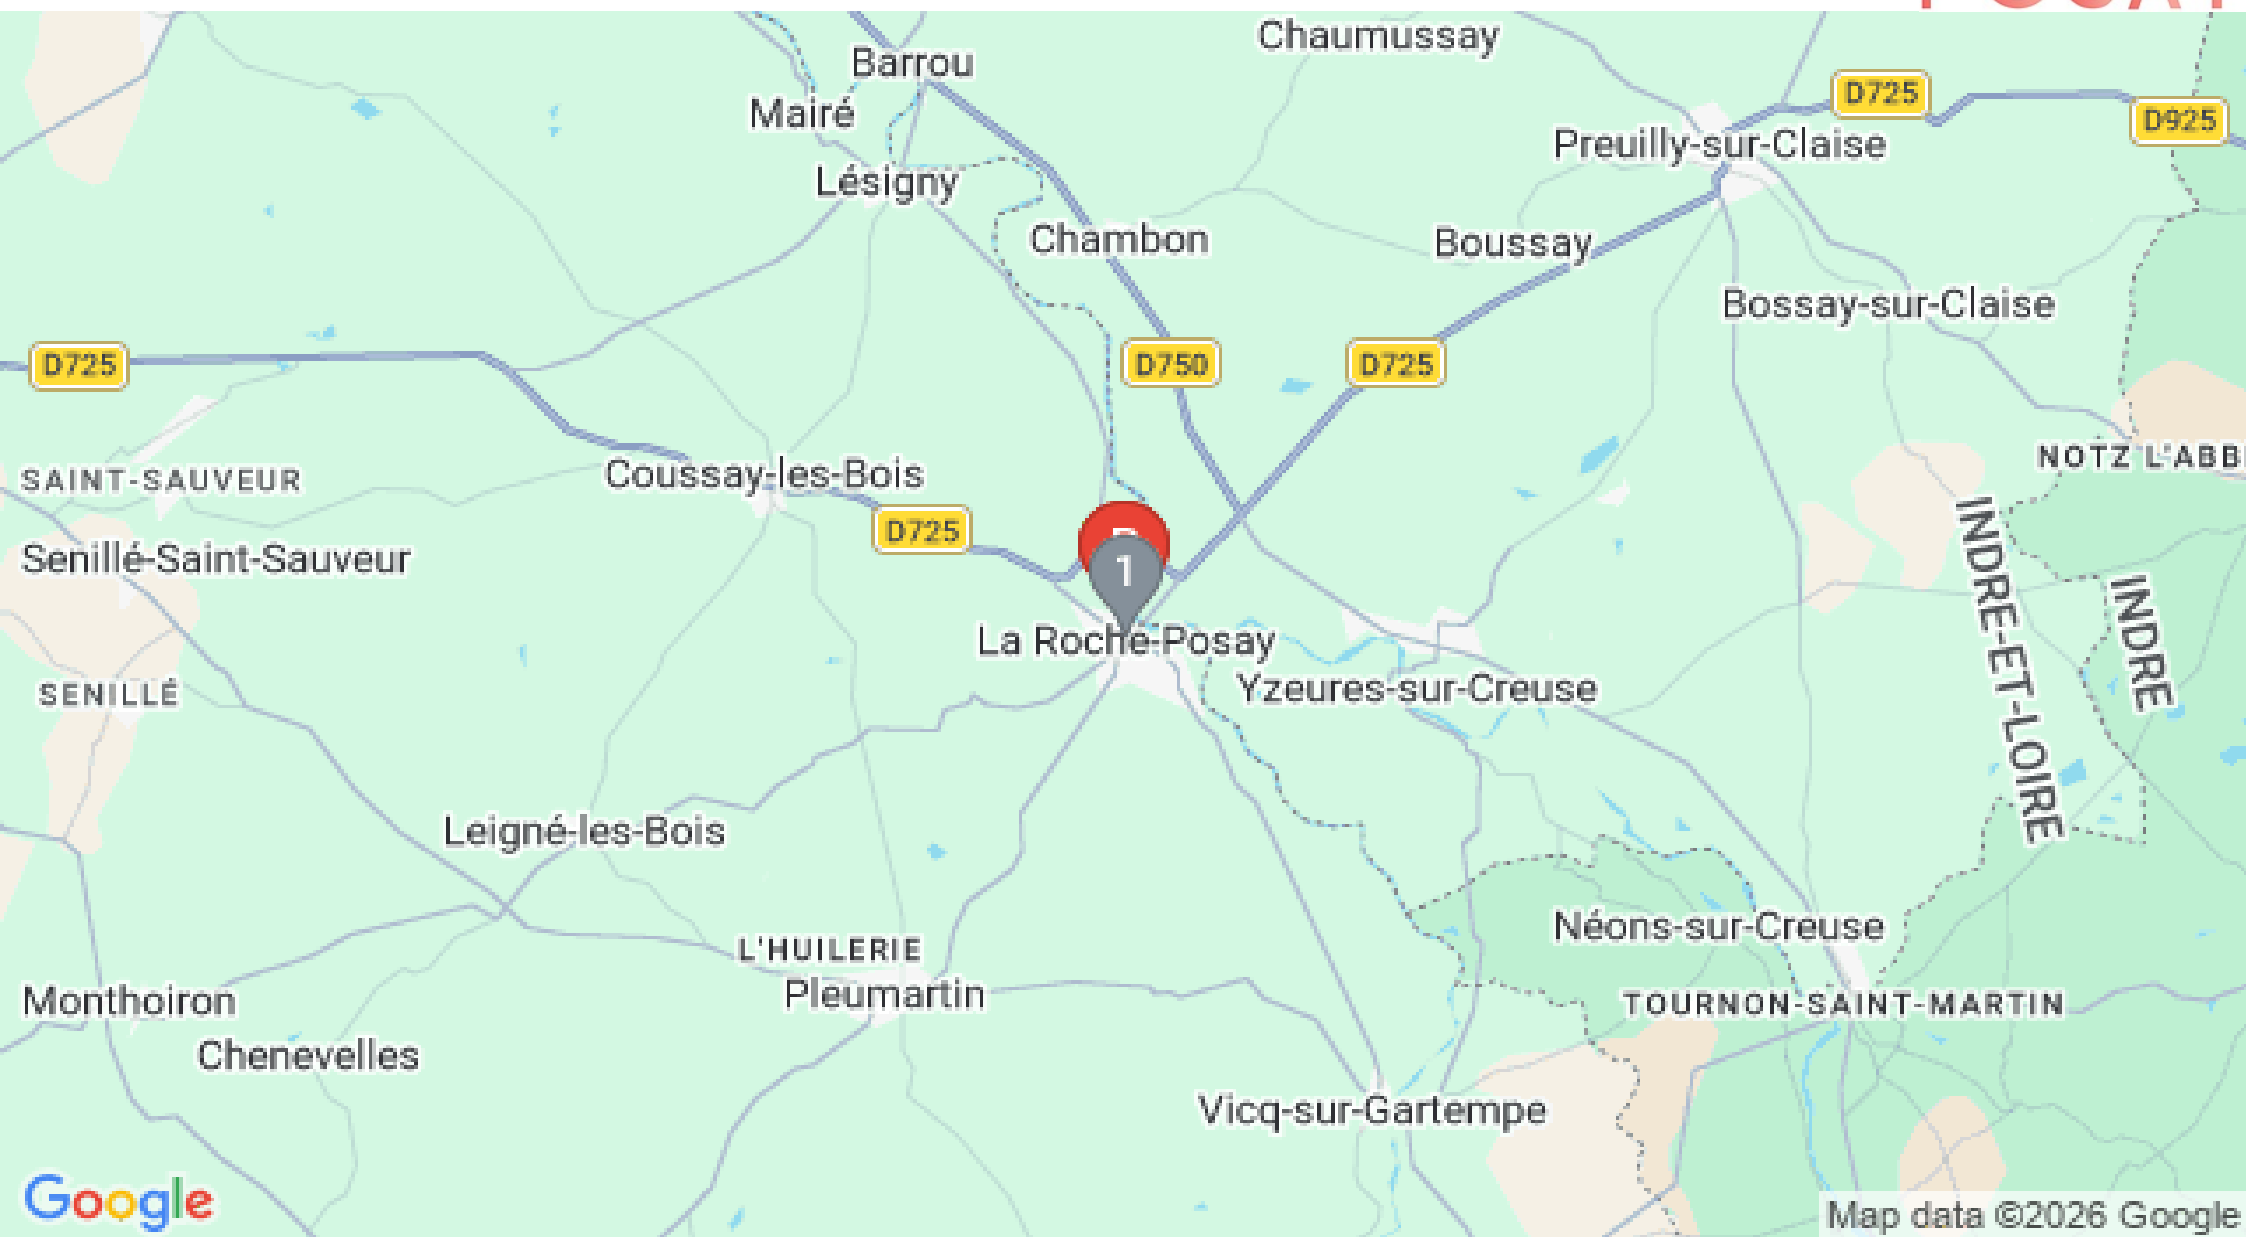 Chaumussay
Barrou
D725
Mairé
D925
Preuilly-sur-Claise
Lésigny
Chambon
Boussay
Bossay-sur-Claise
D725
D750
D725
NOTZ L'ABB
SAINT-SAUVEUR
Coussay-les-Bois
D725
Senillé-Saint-Sauveur
1
INDRE-ET-LOIRE
INDRE
La Roche-Posay
SENILLÉ
Yzeures-sur-Creuse
Leigné-les-Bois
Néons-sur-Creuse
L'HUILERIE
Pleumartin
Monthoiron
TOURNON-SAINT-MARTIN
Chenevelles
Vicq-sur-Gartempe
Google
Map data ©2026 Google